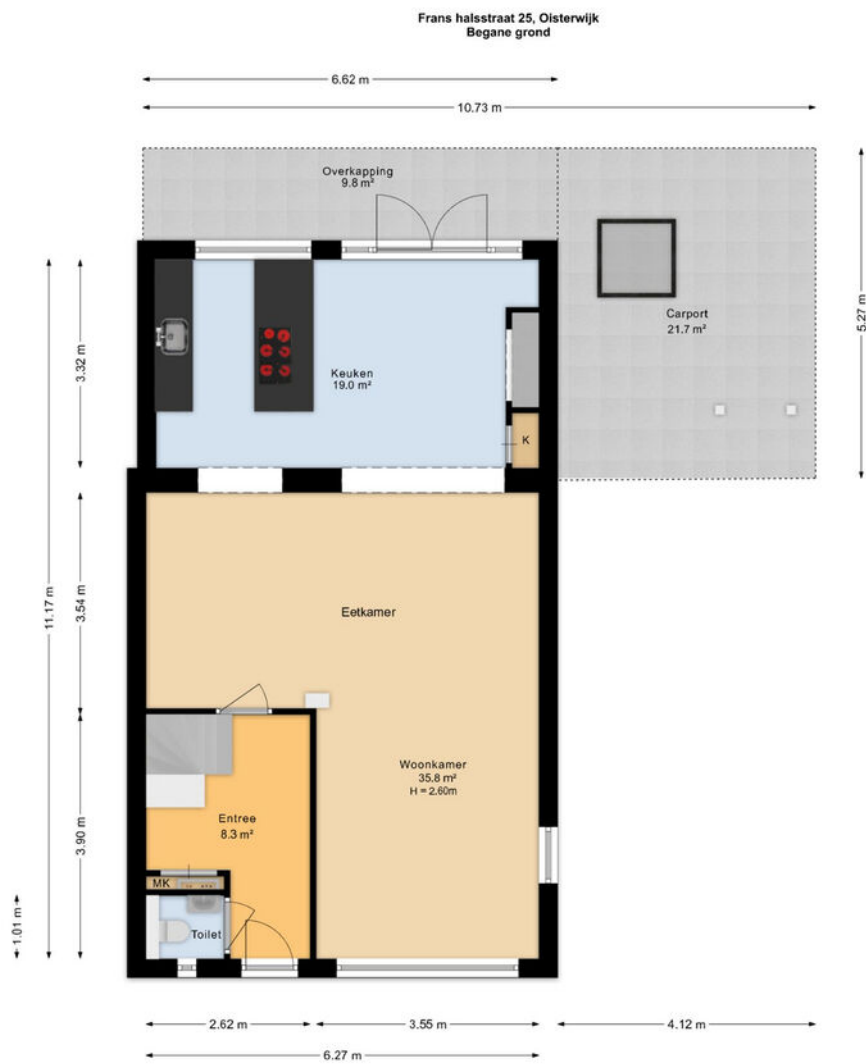 Frans halsstraat 25, Oisterwijk
Begane grond
6.62 m
10.73 m
Overkapping
9.8 m²
5.27 m
Carport
21.7 m²
3.32 m
Keuken
19.0 m²
K
11.17 m
3.54 m
Eetkamer
Woonkamer
35.8 m²
H = 2.60m
Entree
8.3 m²
3.90 m
MK
1.01 m
Toilet
2.62 m
3.55 m
4.12 m
6.27 m